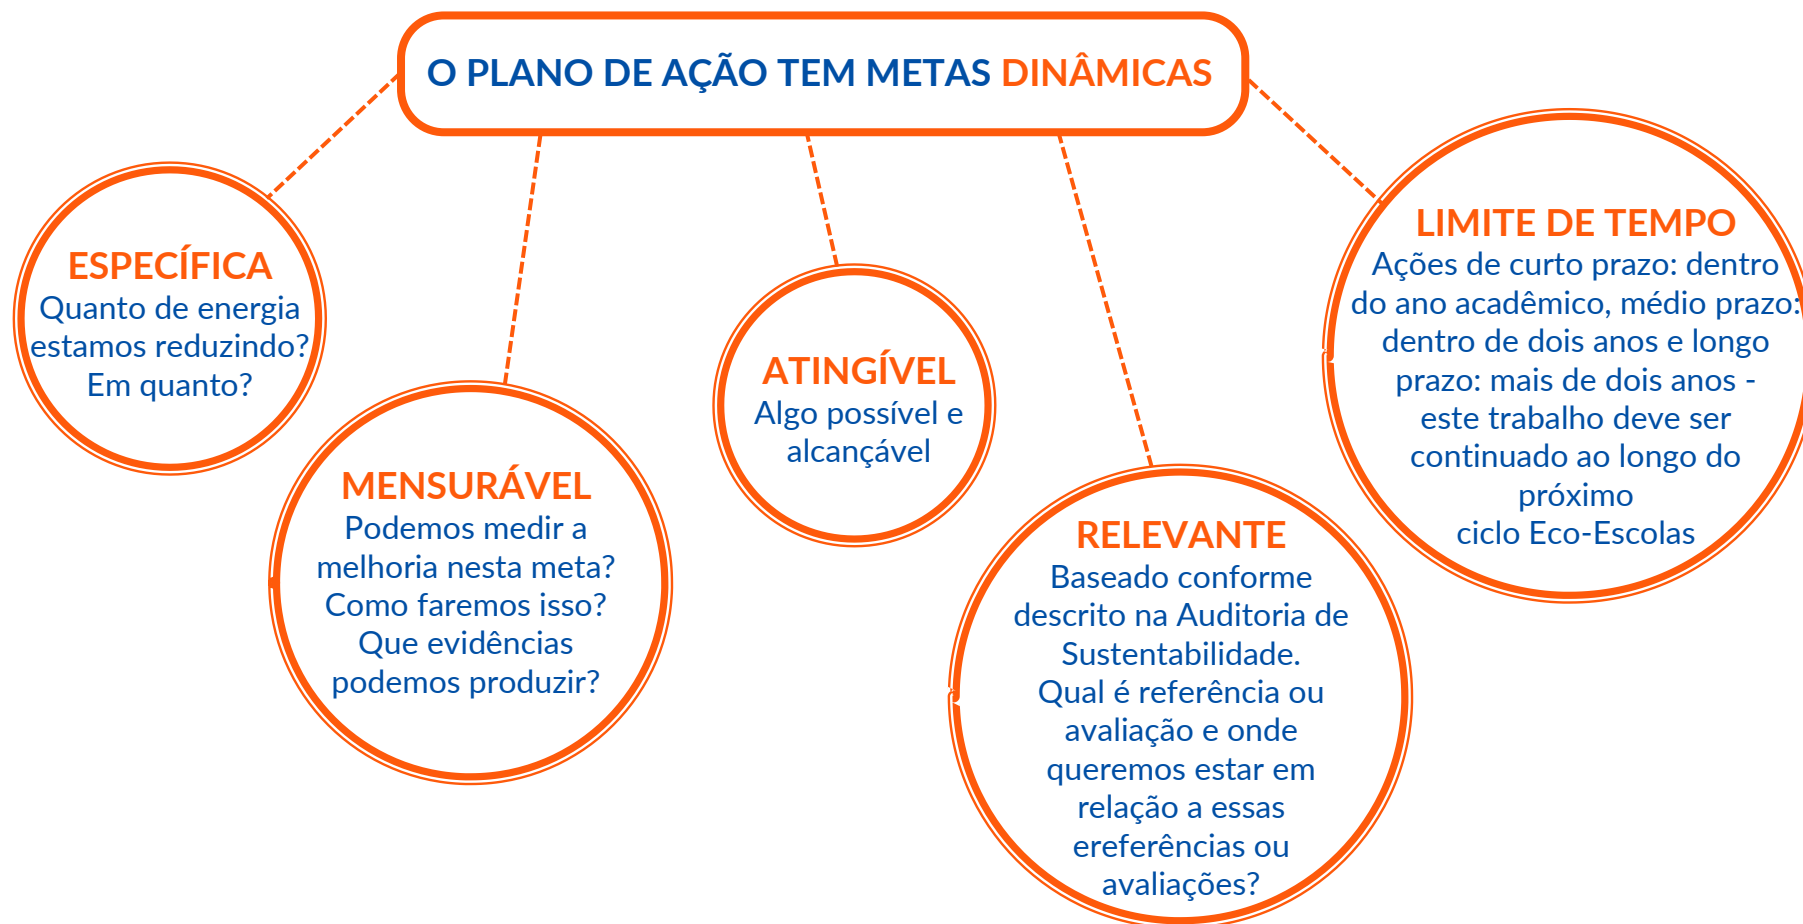 O PLANO DE AÇÃO TEM METAS DINÂMICAS
ESPECÍFICA
Quanto de energia
estamos reduzindo?
Em quanto?
MENSURÁVEL
Podemos medir a
melhoria nesta meta?
Como faremos isso?
Que evidências
podemos produzir?
ATINGÍVEL
Algo possível e
alcançável
RELEVANTE
Baseado conforme
descrito na Auditoria de
Sustentabilidade.
Qual é referência ou
avaliação e onde
queremos estar em
relação a essas
ereferências ou
avaliações?
LIMITE DE TEMPO
Ações de curto prazo: dentro
do ano acadêmico, médio prazo:
dentro de dois anos e longo
prazo: mais de dois anos -
este trabalho deve ser
continuado ao longo do
próximo
ciclo Eco-Escolas